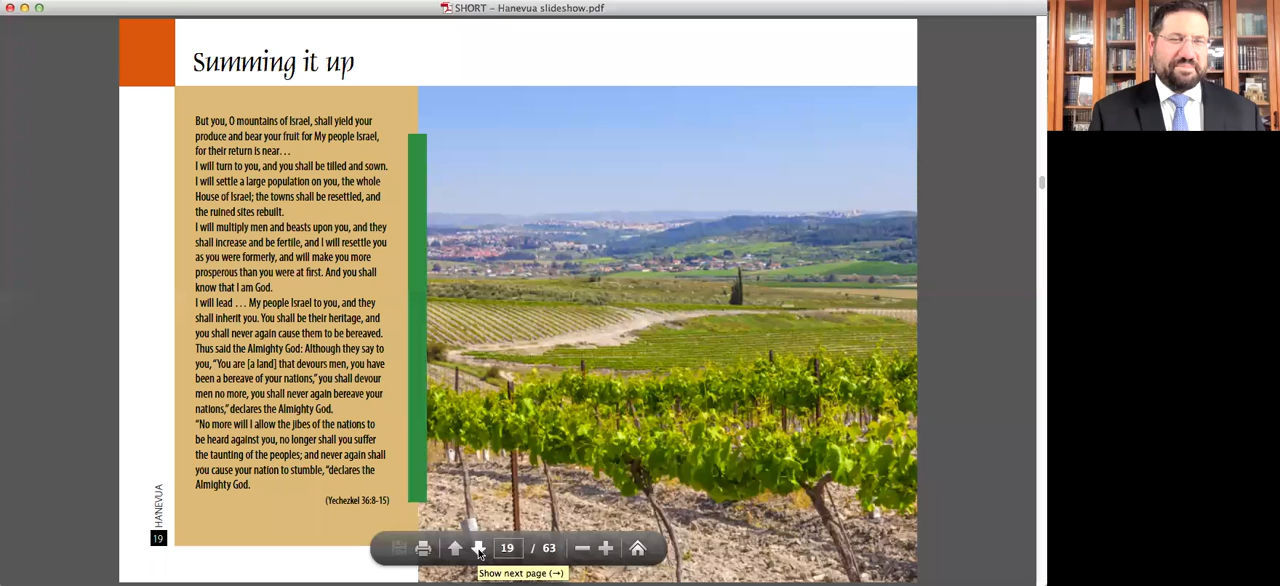 SHORT – Hanevua slideshow.pdf
Summing it up
But you, O mountains of Israel, shall yield your
produce and bear your fruit for My people Israel,
for their return is near…
I will turn to you, and you shall be tilled and sown.
I will settle a large population on you, the whole
House of Israel; the towns shall be resettled, and
the ruined sites rebuilt.
I will multiply men and beasts upon you, and they
shall increase and be fertile, and I will resettle you
as you were formerly, and will make you more
prosperous than you were at first. And you shall
know that I am God.
I will lead … My people Israel to you, and they
shall inherit you. You shall be their heritage, and
you shall never again cause them to be bereaved.
Thus said the Almighty God: Although they say to
you, “You are [a land] that devours men, you have
been a bereave of your nations,” you shall devour
men no more, you shall never again bereave your
nations,” declares the Almighty God.
“No more will I allow the jibes of the nations to
be heard against you, no longer shall you suffer
the taunting of the peoples; and never again shall
you cause your nation to stumble, “declares the
Almighty God.
(Yechezkel 36:8-15)
HANEVUA
19
19 / 63
Show next page (→)